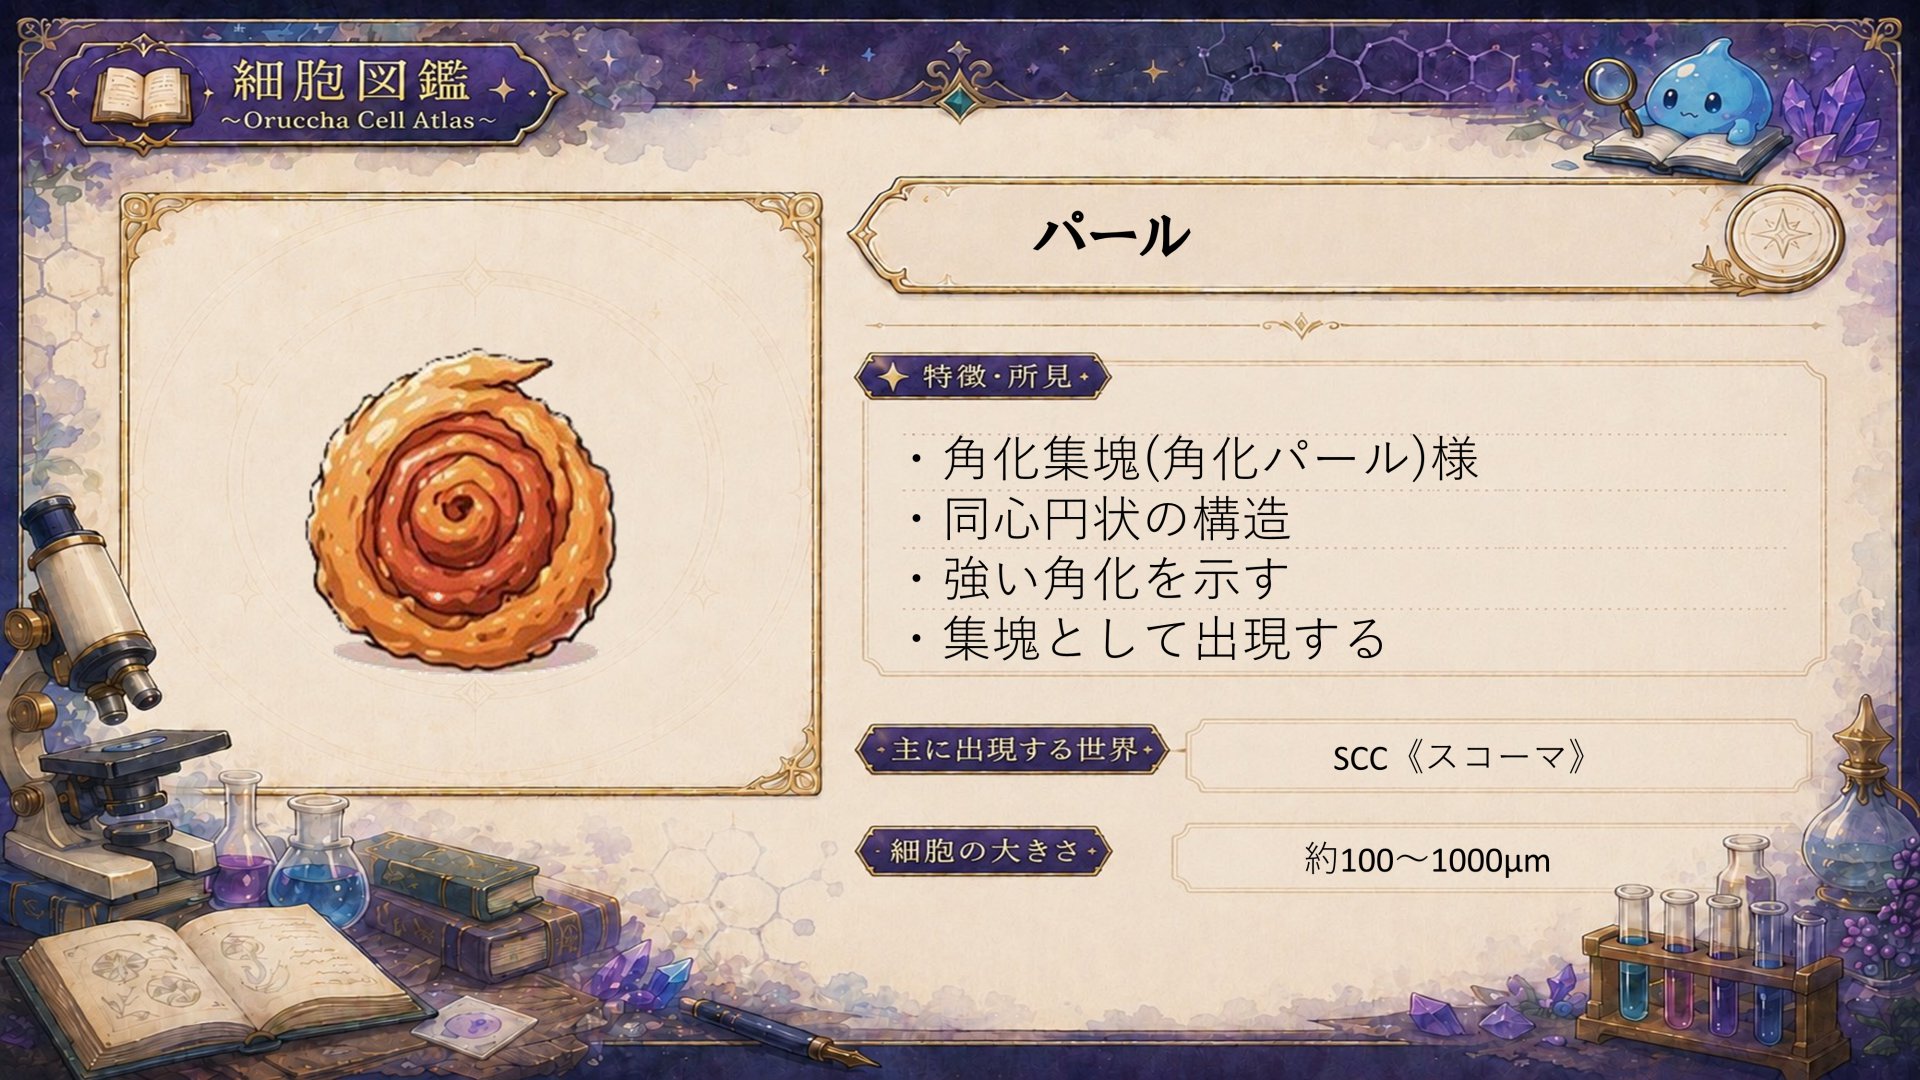 細胞図鑑
~Oruccha Cell Atlas~
パール
特徴・所見
・角化集塊(角化パール)様
・同心円状の構造
・強い角化を示す
・集塊として出現する
主に出現する世界
SCC《スコーマ》
細胞の大きさ
約100～1000μm